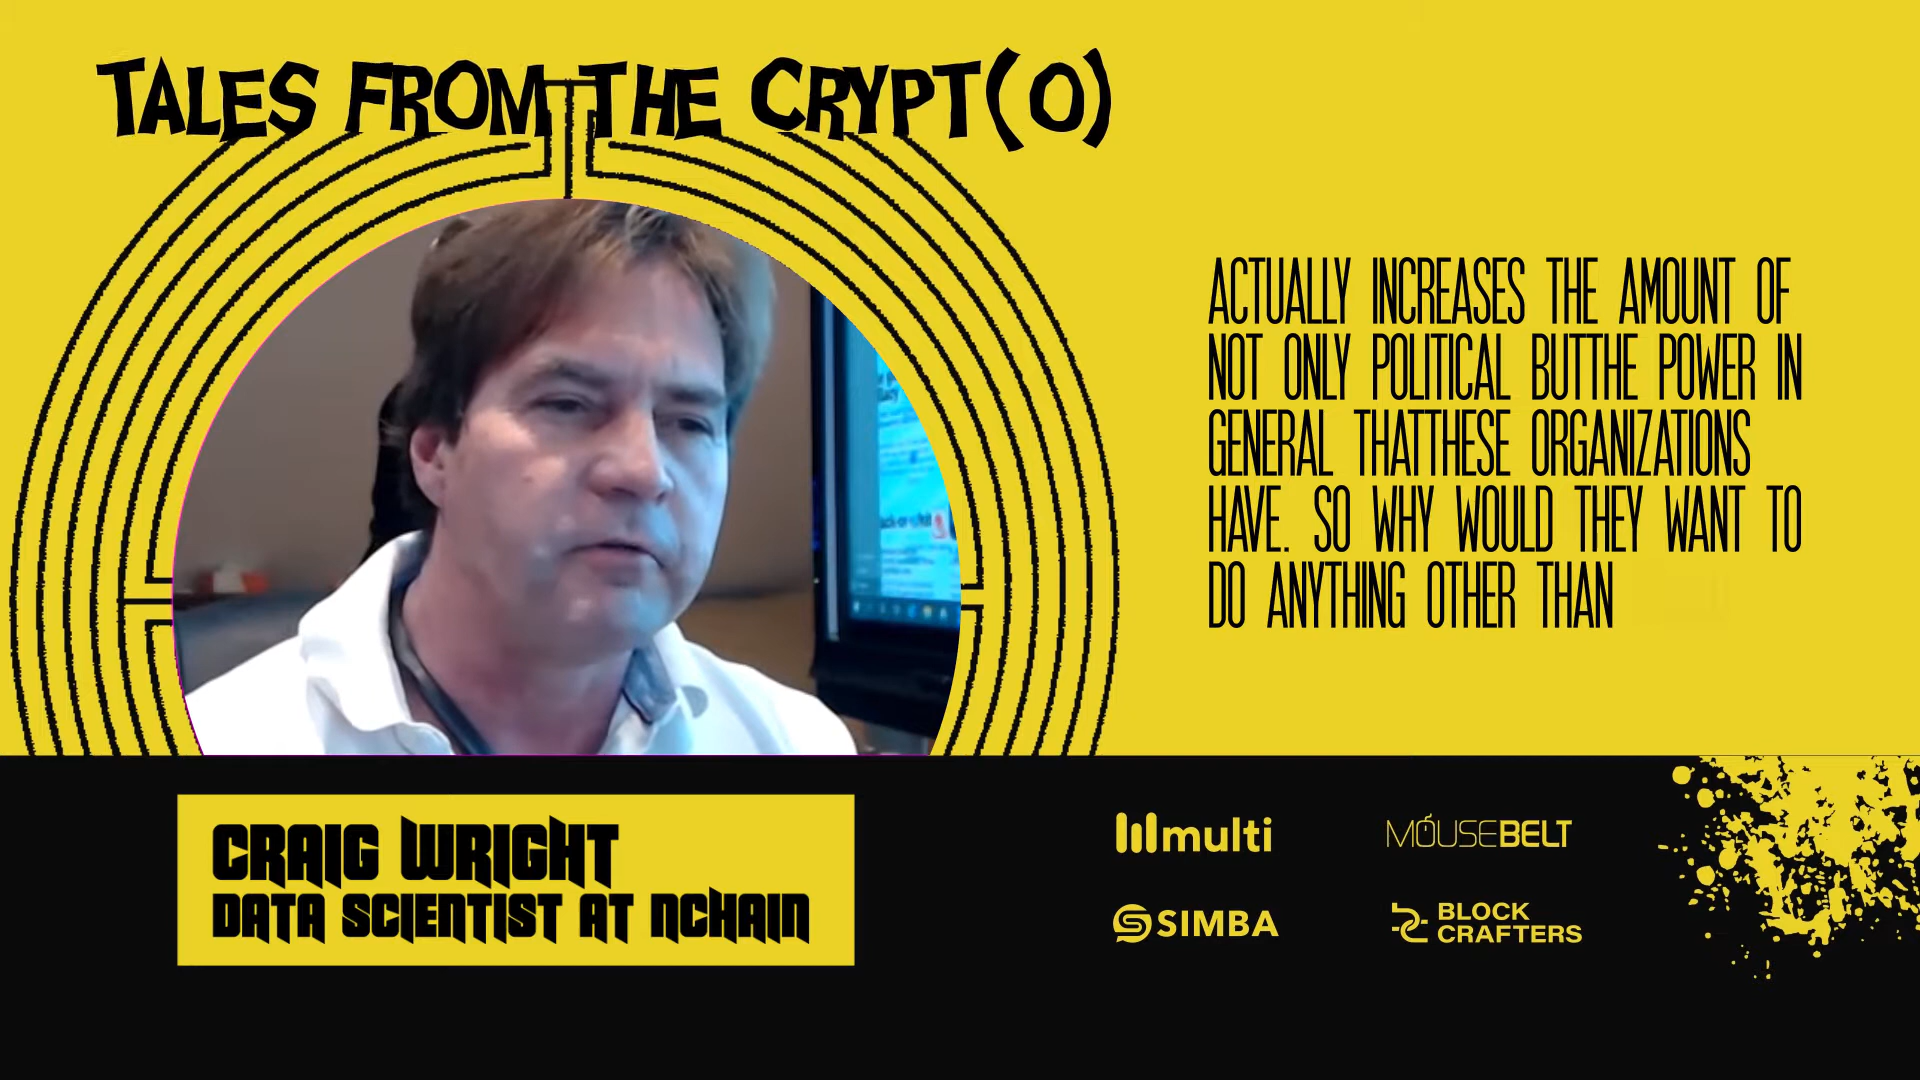 TALES FROM THE CRYPT(O)
ACTUALLY INCREASES THE AMOUNT OF
NOT ONLY POLITICAL BUTTHE POWER IN
GENERAL THATTHESE ORGANIZATIONS
HAVE. SO WHY WOULD THEY WANT TO
DO ANYTHING OTHER THAN
CRAIG WRIGHT
DATA SCIENTIST AT NCHAIN
multi
MOUSEBELT
SIMBA
BLOCK
CRAFTERS